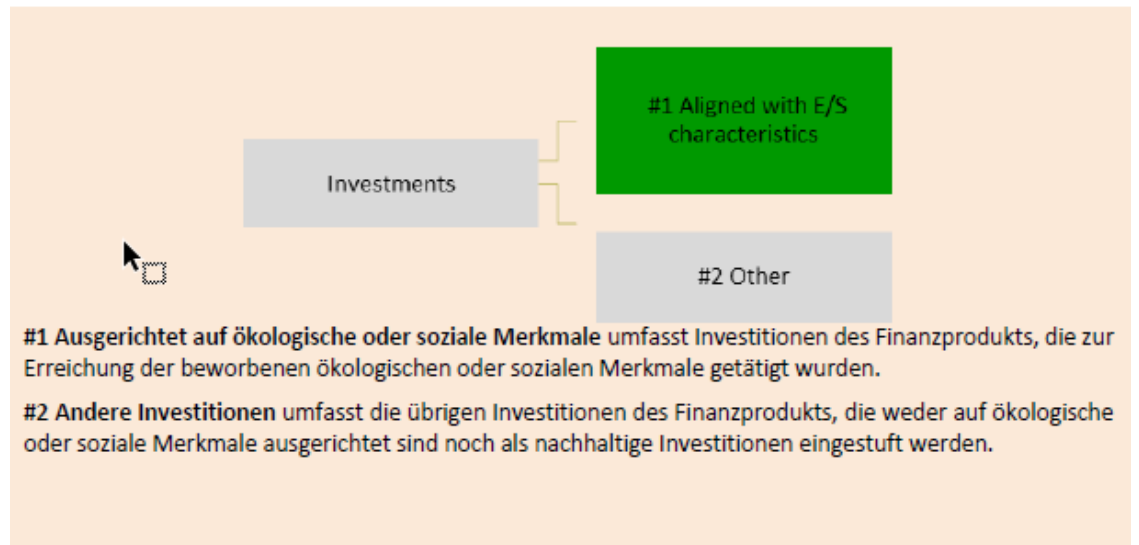 #1 Aligned with E/S
characteristics
Investments
#2 Other
#1 Ausgerichtet auf ökologische oder soziale Merkmale umfasst Investitionen des Finanzprodukts, die zur
Erreichung der beworbenen ökologischen oder sozialen Merkmale getätigt wurden.
#2 Andere Investitionen umfasst die übrigen Investitionen des Finanzprodukts, die weder auf ökologische
oder soziale Merkmale ausgerichtet sind noch als nachhaltige Investitionen eingestuft werden.